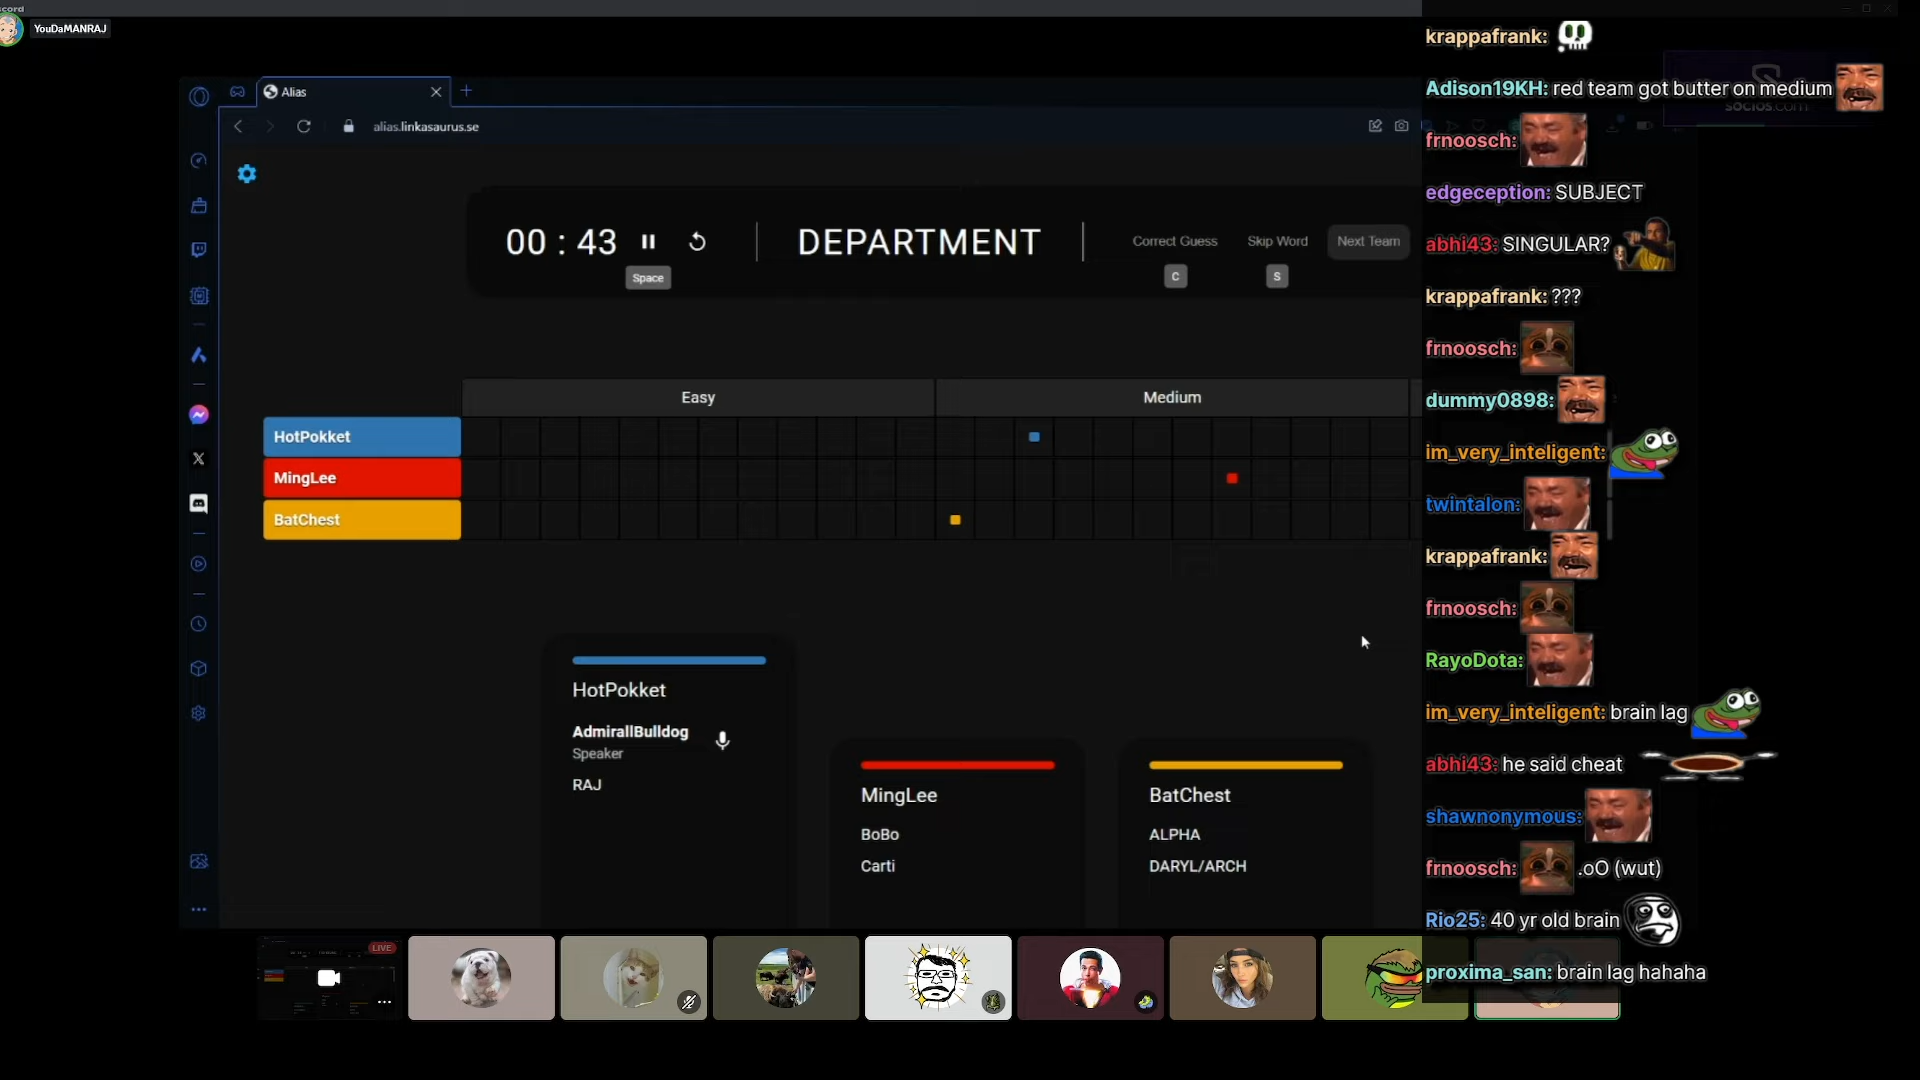 cord
YouDaMANRAJ
Alias
alias.linkasaurus.se
socios.com
00 : 43
Space
DEPARTMENT
Correct Guess
C
Skip Word
S
Next Team
Easy
Medium
HotPokket
MingLee
BatChest
HotPokket
AdmirallBulldog
Speaker
RAJ
MingLee
BoBo
Carti
BatChest
ALPHA
DARYL/ARCH
LIVE
krappafrank:
Adison19KH: red team got butter on medium
frnoosch:
edgeception: SUBJECT
abhi43: SINGULAR?
krappafrank: ???
frnoosch:
dummy0898:
im_very_inteligent:
twintalon:
krappafrank:
frnoosch:
RayoDota:
im_very_inteligent: brain lag
abhi43: he said cheat
shawnonymous:
frnoosch: .oO (wut)
Rio25: 40 yr old brain
proxima_san: brain lag hahaha